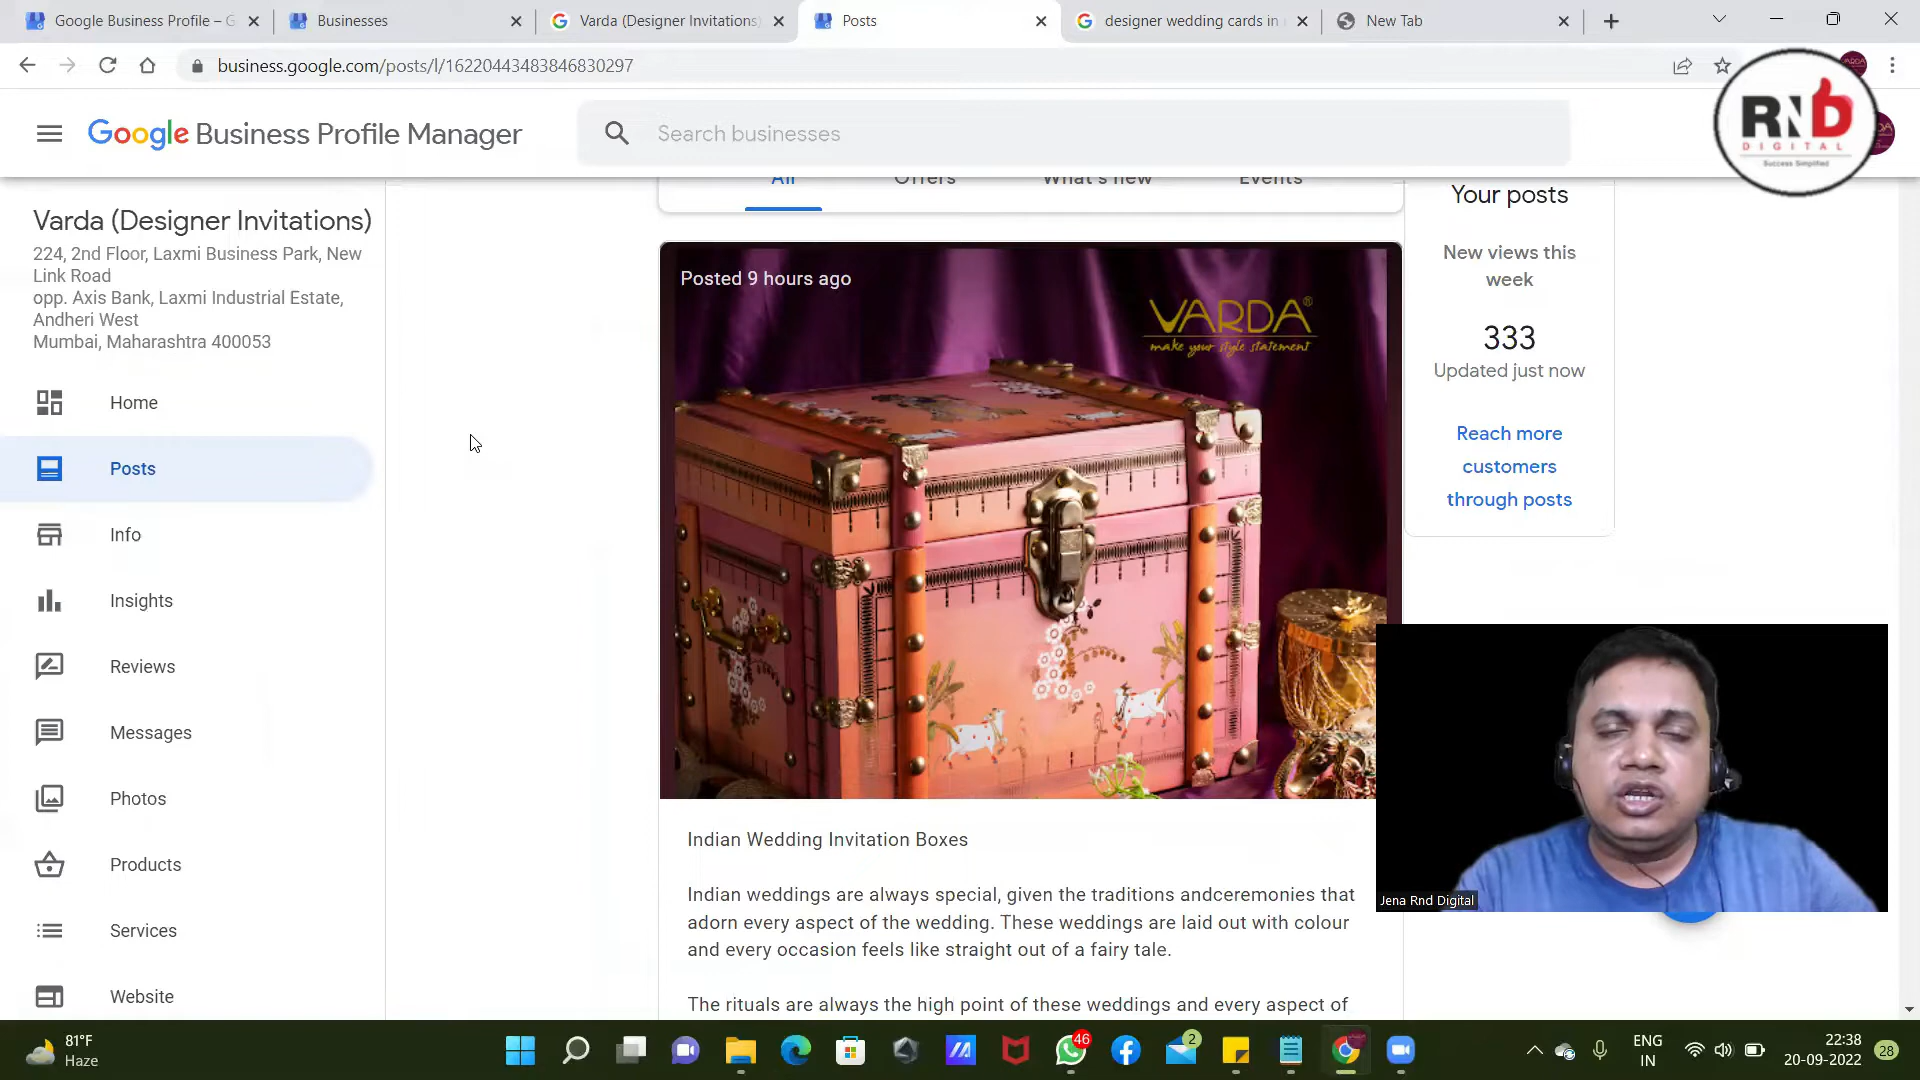 Google Business Profile – G
Businesses
Varda (Designer Invitations)
Posts
designer wedding cards in
New Tab
business.google.com/posts/l/16220443483846830297
Google Business Profile Manager
Search businesses
RND
DIGITAL
Success Simplified
Varda (Designer Invitations)
224, 2nd Floor, Laxmi Business Park, New
Link Road
opp. Axis Bank, Laxmi Industrial Estate,
Andheri West
Mumbai, Maharashtra 400053
Home
Posts
Info
Insights
Reviews
Messages
Photos
Products
Services
Website
All
Offers
What's new
Events
Posted 9 hours ago
VARDA®
make your style statement
Indian Wedding Invitation Boxes
Indian weddings are always special, given the traditions andceremonies that
adorn every aspect of the wedding. These weddings are laid out with colour
and every occasion feels like straight out of a fairy tale.
The rituals are always the high point of these weddings and every aspect of
Your posts
New views this
week
333
Updated just now
Reach more
customers
through posts
Jena Rnd Digital
81°F
Haze
46
2
ENG
IN
22:38
20-09-2022
28